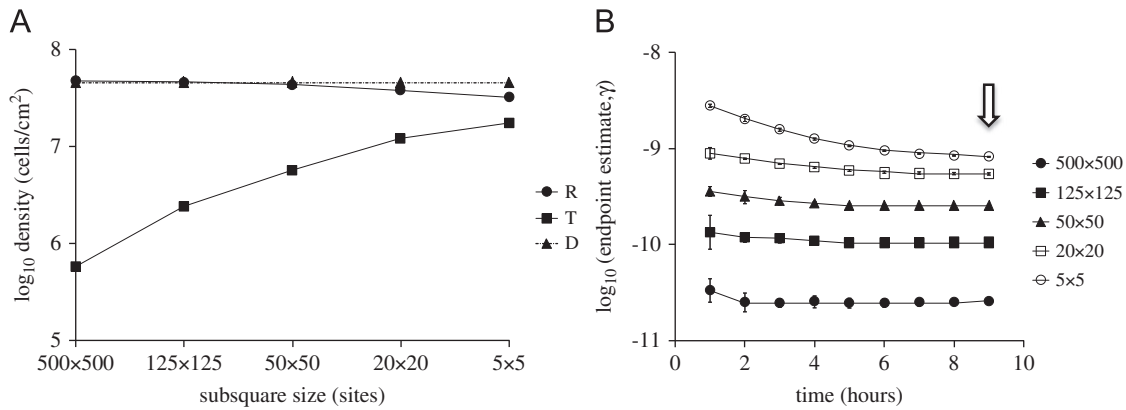 A
8
7
6
5
log10 density (cells/cm2)
500×500 125×125 50×50 20×20 5×5
subsquare size (sites)
R
T
D
B
-8
-9
-10
-11
log10 (endpoint estimate,γ)
0 2 4 6 8 10
time (hours)
500×500
125×125
50×50
20×20
5×5